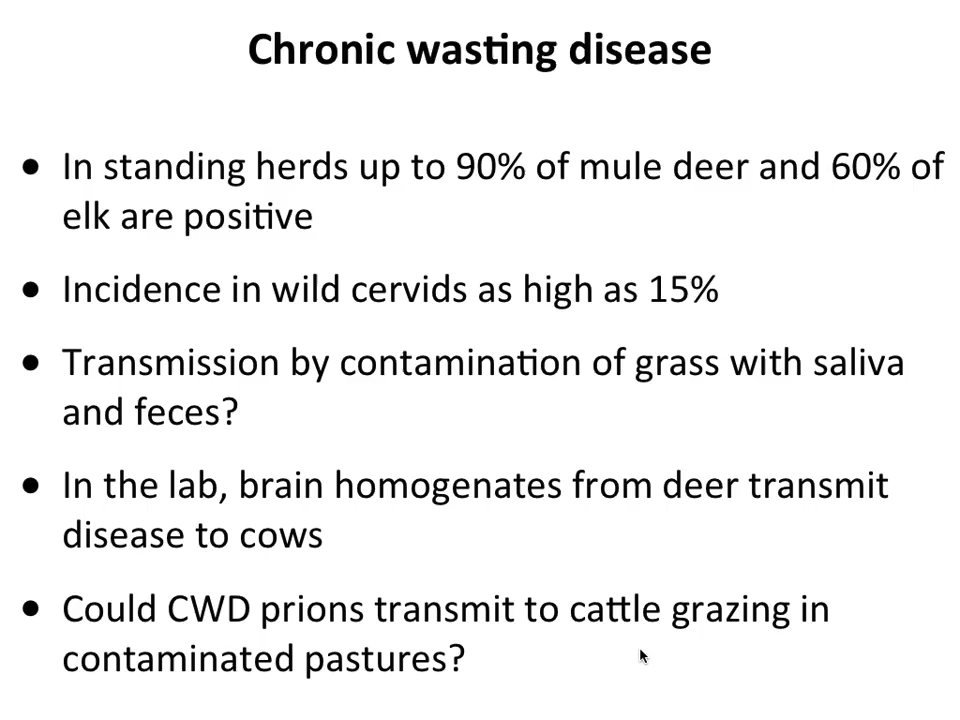 Chronic wasting disease
• In standing herds up to 90% of mule deer and 60% of
elk are positive
• Incidence in wild cervids as high as 15%
• Transmission by contamination of grass with saliva
and feces?
• In the lab, brain homogenates from deer transmit
disease to cows
• Could CWD prions transmit to cattle grazing in
contaminated pastures?